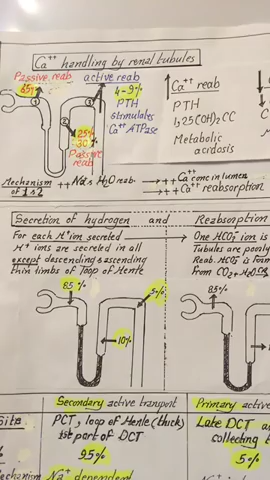 Ca++ handling by renal tubules
Passive reab
active reab
65%
4-9%
PTH
stimulates
Ca++ ATPase
1
2
25%
30%
Passive
reab
↑ Ca++ reab
PTH
1,25(OH)2CC
Metabolic
acidosis
Mechanism
of 1 & 2
++ Na & H2O reab.
→ ++ Ca++ conc in lumen
→ ++ Ca++ reabsorption
Secretion of hydrogen and Reabsorption
For each H+ ion secreted → One HCO3- ion is
H+ ions are secreted in all
except descending & ascending
thin limbs of loop of Henle
Tubules are poorly
Reab. HCO3- is form
from CO2 + H2O
85%
5%
10%
85%
Secondary active transport
Primary active
Site
PCT, loop of Henle (thick)
1st part of DCT
Late DCT
collecting
%
95%
5%
Mechanism
Na+ dependent